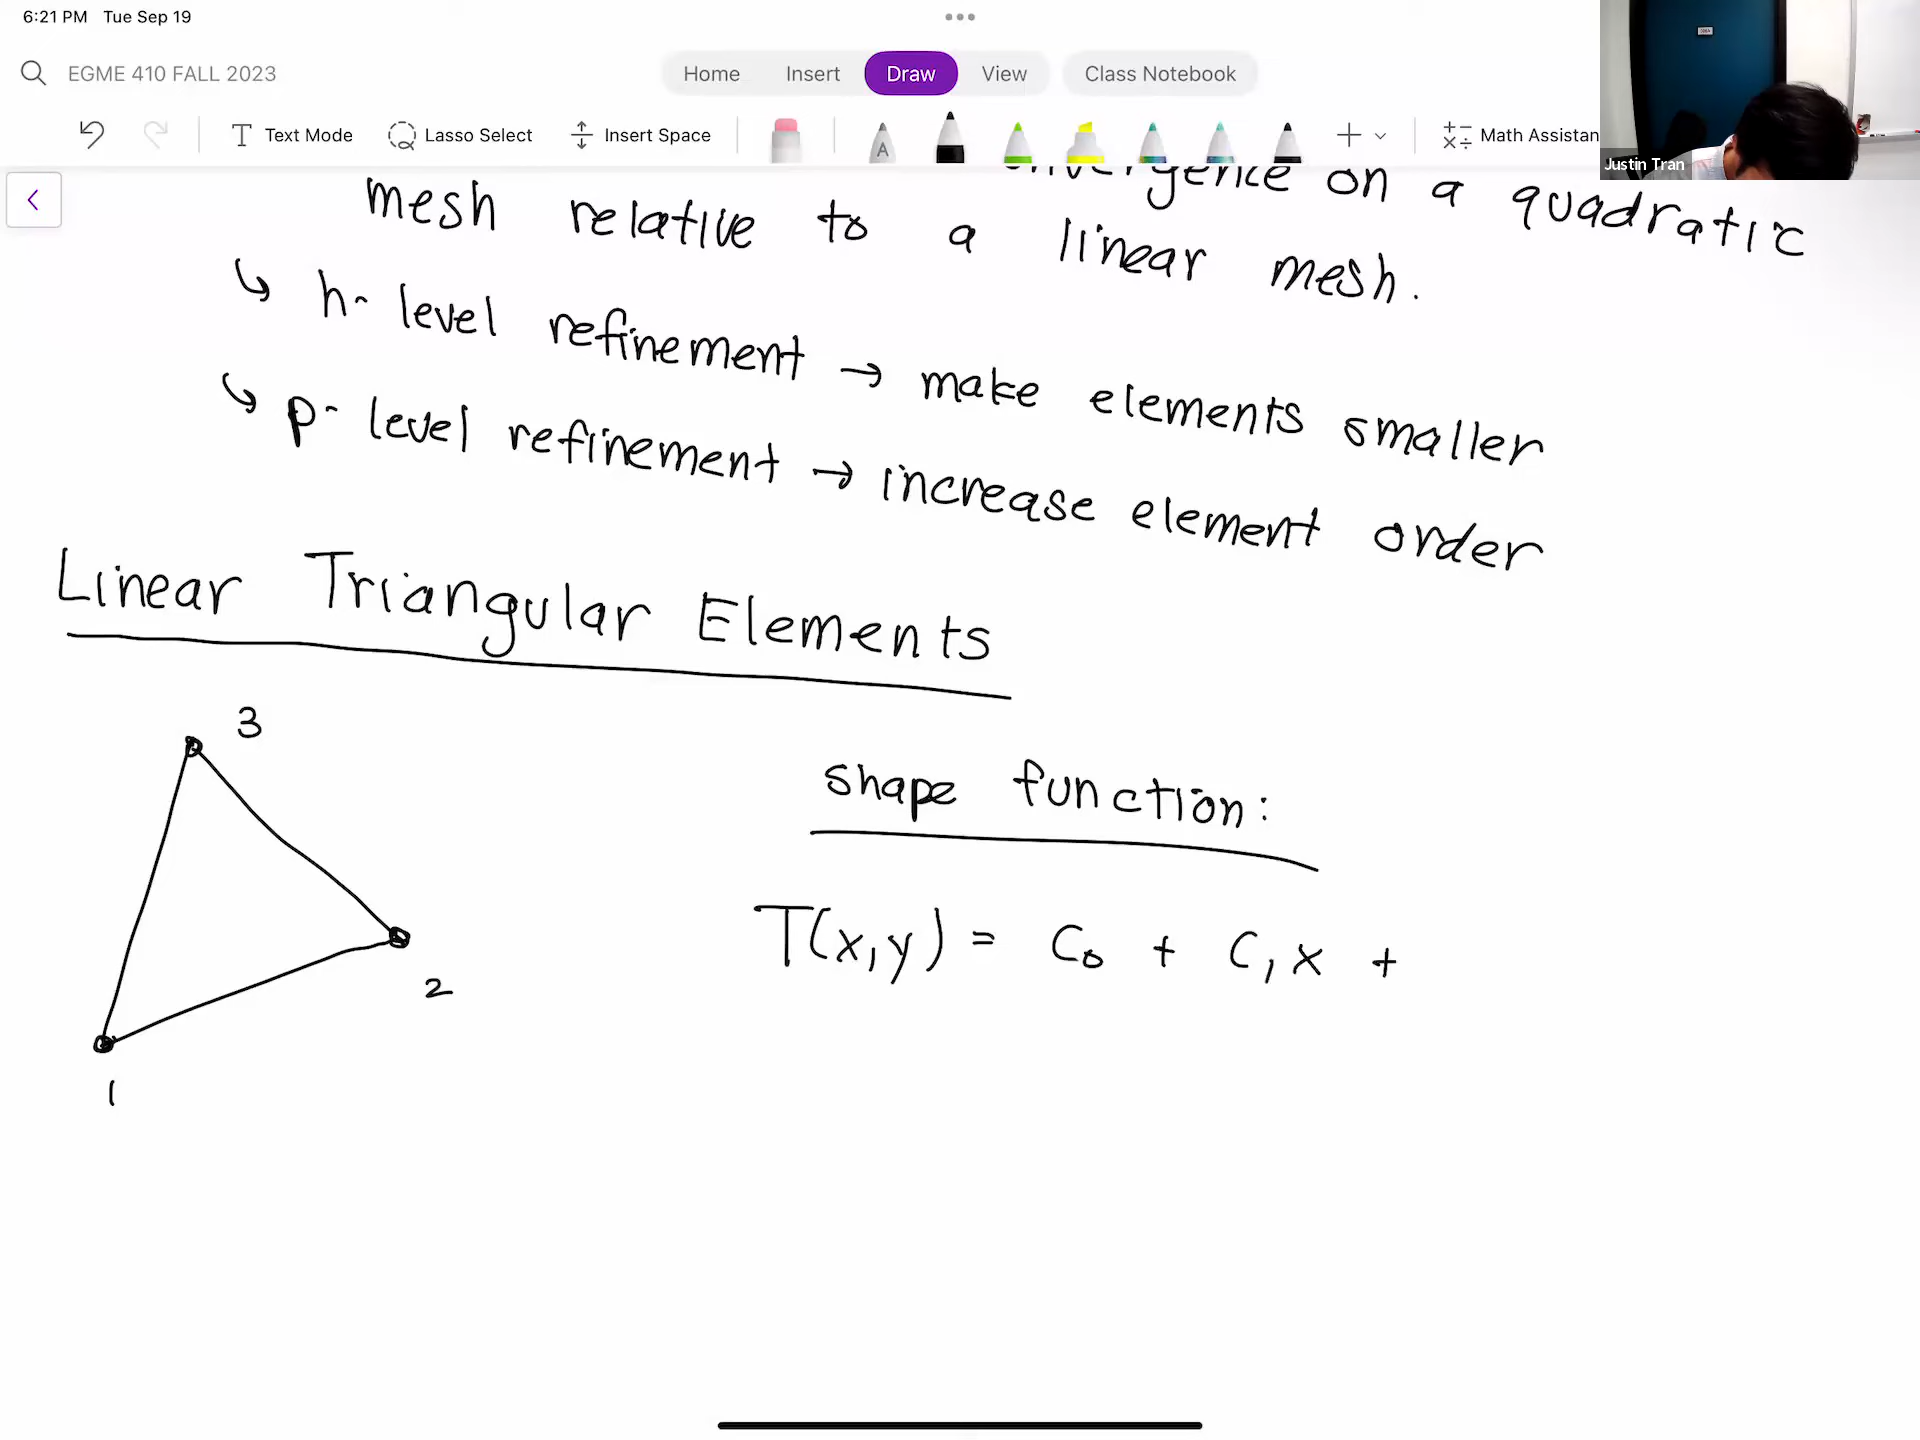 6:21 PM Tue Sep 19
EGME 410 FALL 2023
Home Insert Draw View Class Notebook
Text Mode Lasso Select Insert Space A Math Assistan
Justin Tran
on a quadratic
mesh relative to a linear mesh.
↳ h- level refinement → make elements smaller
↳ p- level refinement → increase element order
Linear Triangular Elements
3
2
1
shape function:
T(x,y) = C₀ + C₁x +